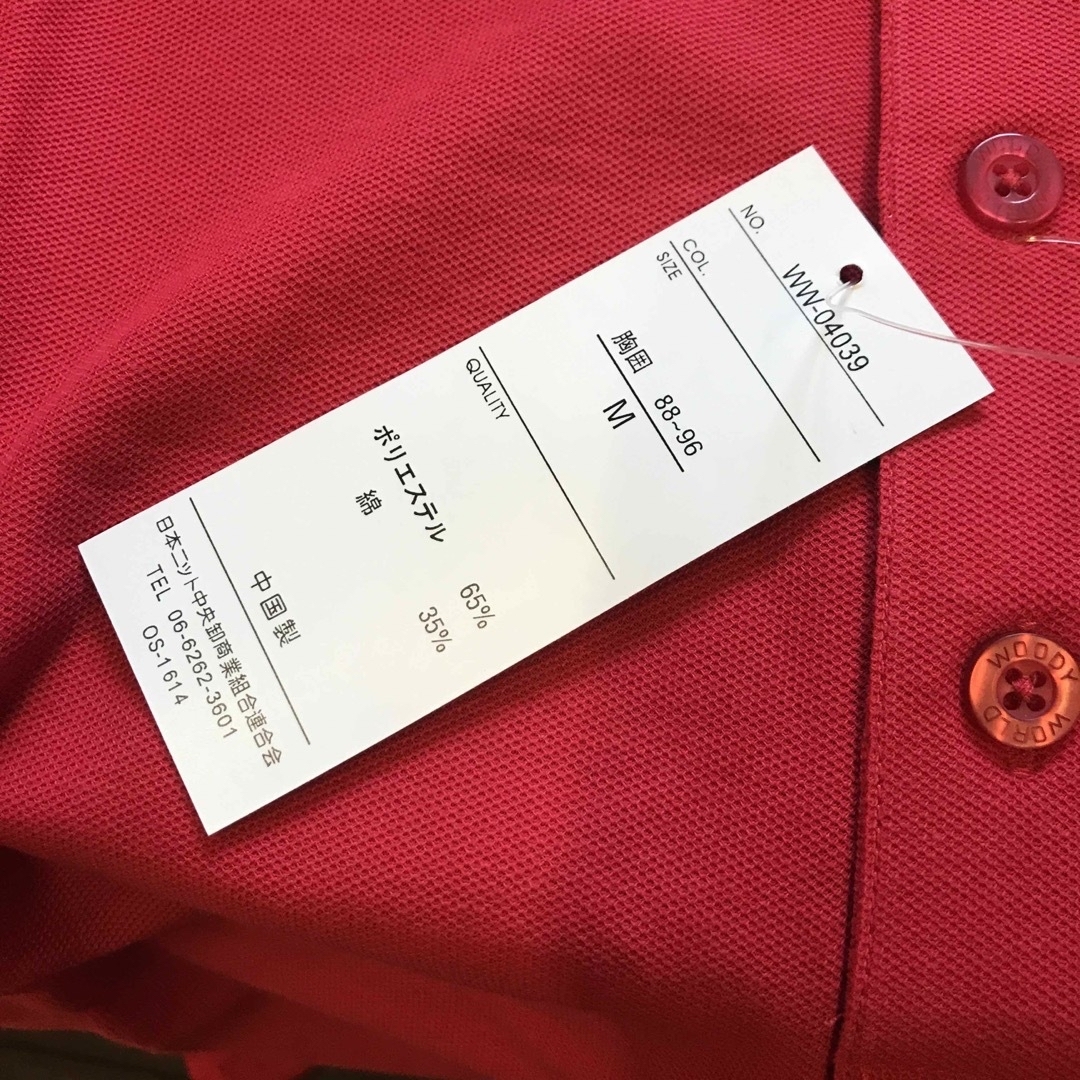 NO. WW-04039
COL.
SIZE
胸囲 88~96
M
QUALITY
ポリエステル 65%
綿 35%
中国製
日本ニット中央卸商業組合連合会
TEL 06-6262-3601
OS-1614
WOODY WORLD